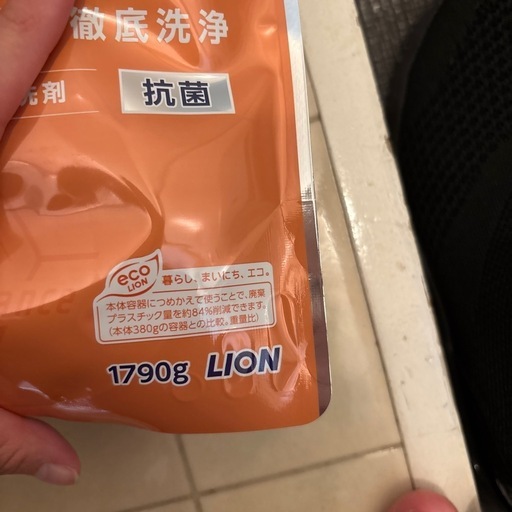 徹底洗浄
洗剤
抗菌
eco
LION
暮らし、まいにち、エコ。
本体容器につめかえて使うことで、廃棄
プラスチック量を約84%削減できます。
(本体380gの容器との比較。重量比)
1790g LION